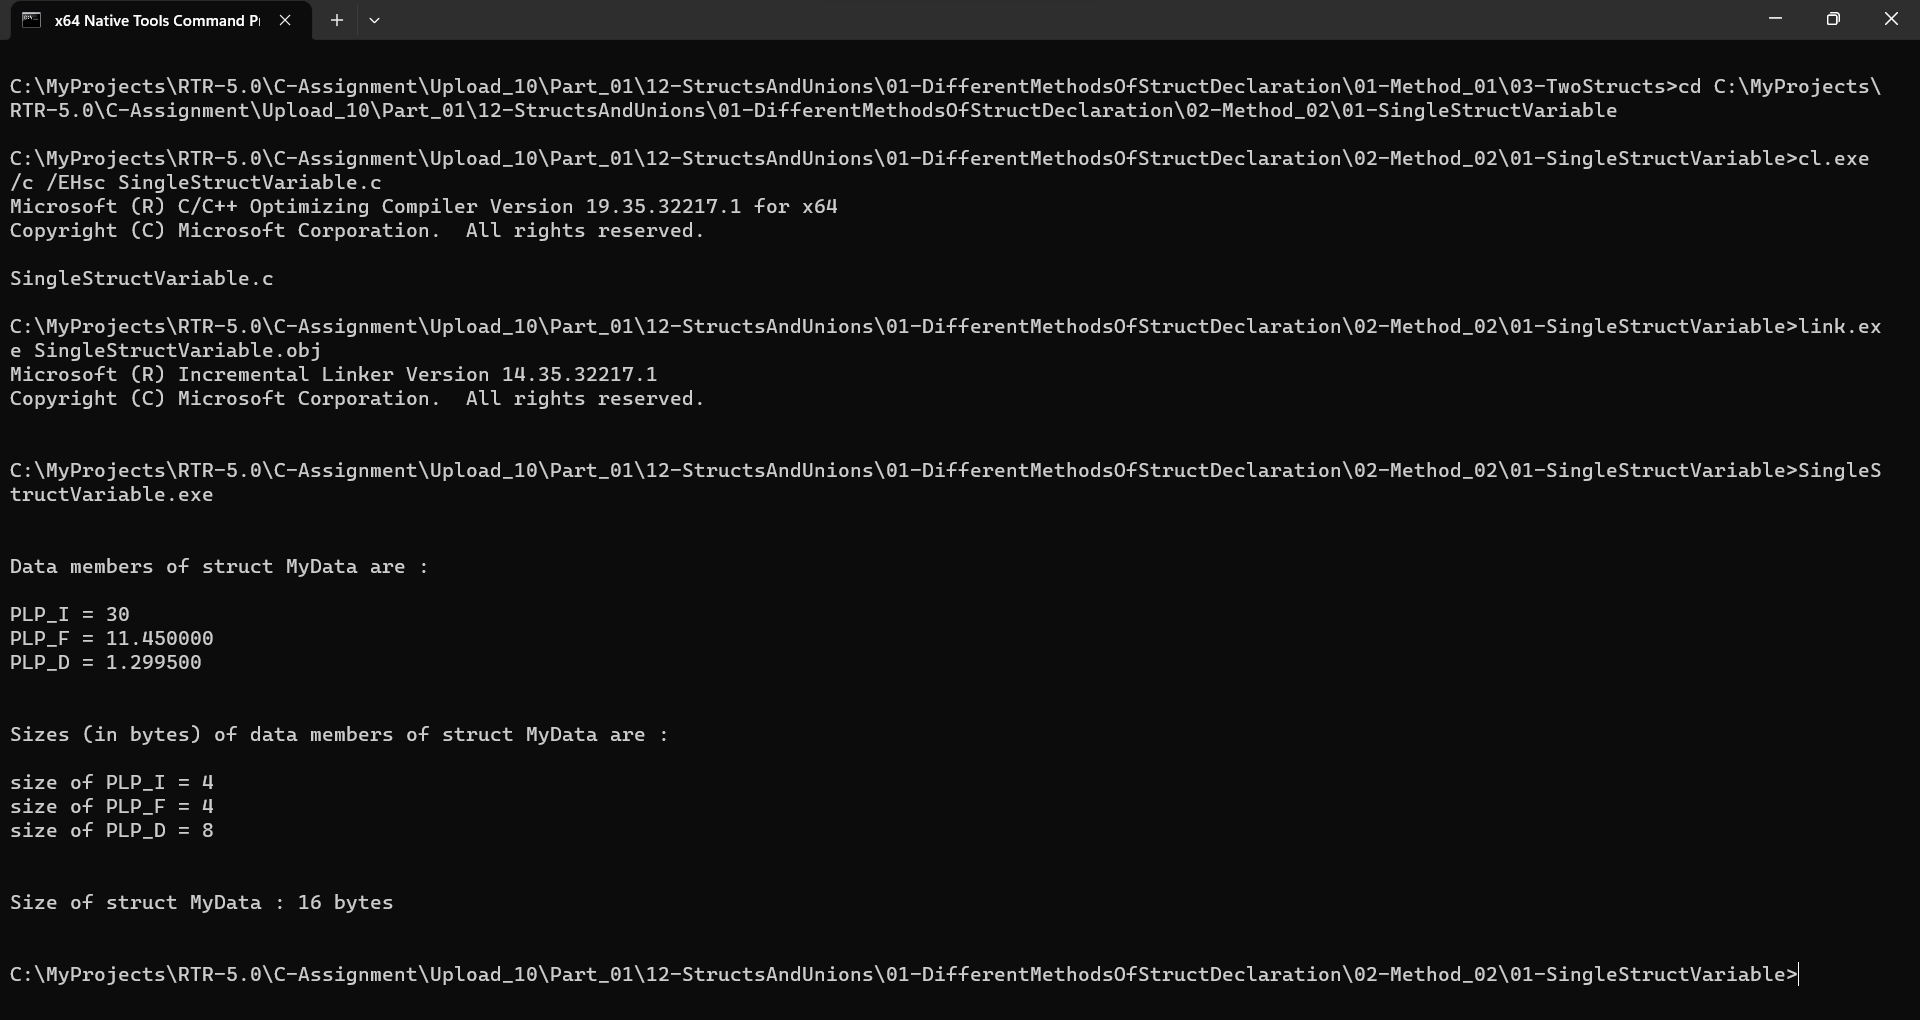 x64 Native Tools Command P
C:\MyProjects\RTR-5.0\C-Assignment\Upload_10\Part_01\12-StructsAndUnions\01-DifferentMethodsOfStructDeclaration\01-Method_01\03-TwoStructs>cd C:\MyProjects\
RTR-5.0\C-Assignment\Upload_10\Part_01\12-StructsAndUnions\01-DifferentMethodsOfStructDeclaration\02-Method_02\01-SingleStructVariable
C:\MyProjects\RTR-5.0\C-Assignment\Upload_10\Part_01\12-StructsAndUnions\01-DifferentMethodsOfStructDeclaration\02-Method_02\01-SingleStructVariable>cl.exe
/c /EHsc SingleStructVariable.c
Microsoft (R) C/C++ Optimizing Compiler Version 19.35.32217.1 for x64
Copyright (C) Microsoft Corporation.  All rights reserved.
SingleStructVariable.c
C:\MyProjects\RTR-5.0\C-Assignment\Upload_10\Part_01\12-StructsAndUnions\01-DifferentMethodsOfStructDeclaration\02-Method_02\01-SingleStructVariable>link.ex
e SingleStructVariable.obj
Microsoft (R) Incremental Linker Version 14.35.32217.1
Copyright (C) Microsoft Corporation.  All rights reserved.
C:\MyProjects\RTR-5.0\C-Assignment\Upload_10\Part_01\12-StructsAndUnions\01-DifferentMethodsOfStructDeclaration\02-Method_02\01-SingleStructVariable>SingleS
tructVariable.exe
Data members of struct MyData are :
PLP_I = 30
PLP_F = 11.450000
PLP_D = 1.299500
Sizes (in bytes) of data members of struct MyData are :
size of PLP_I = 4
size of PLP_F = 4
size of PLP_D = 8
Size of struct MyData : 16 bytes
C:\MyProjects\RTR-5.0\C-Assignment\Upload_10\Part_01\12-StructsAndUnions\01-DifferentMethodsOfStructDeclaration\02-Method_02\01-SingleStructVariable>